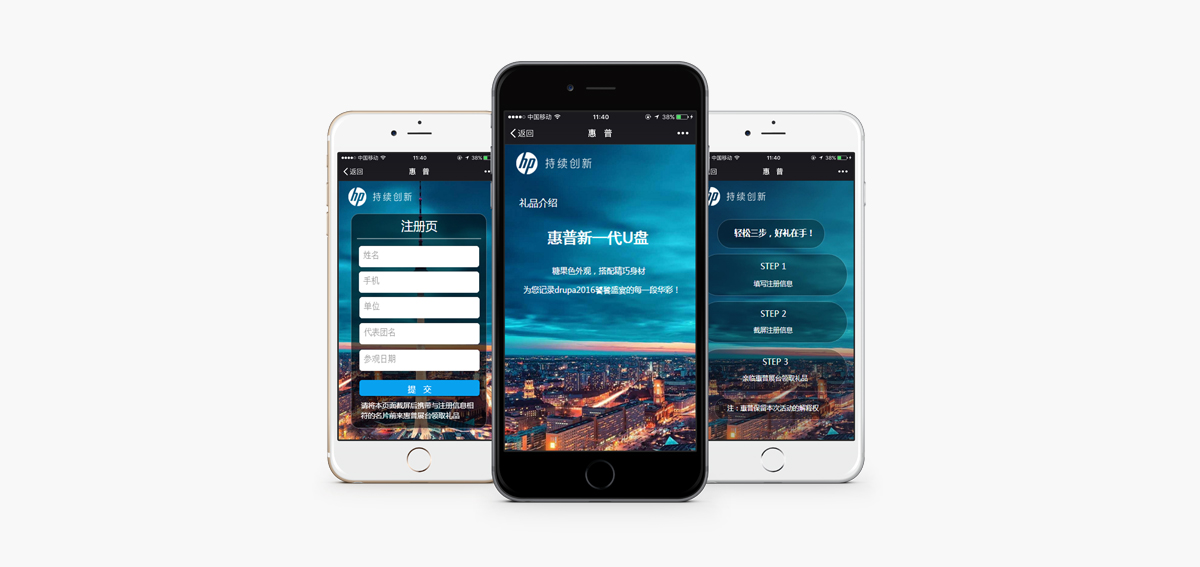 中国移动 11:40 38%
返回 惠 普
hp 持续创新
注册页
姓名
手机
单位
代表团名
参观日期
提 交
请将本页面截屏后携带与注册信息相
符的名片前来惠普展台领取礼品
中国移动 11:40 38%
返回 惠 普
hp 持续创新
礼品介绍
惠普新一代U盘
糖果色外观，搭配精巧身材
为您记录drupa2016饕餮盛宴的每一段华彩！
中国移动 11:40 38%
回 惠 普
hp 持续创新
轻松三步，好礼在手！
STEP 1
填写注册信息
STEP 2
截屏注册信息
STEP 3
亲临惠普展台领取礼品
注：惠普保留本次活动的解释权